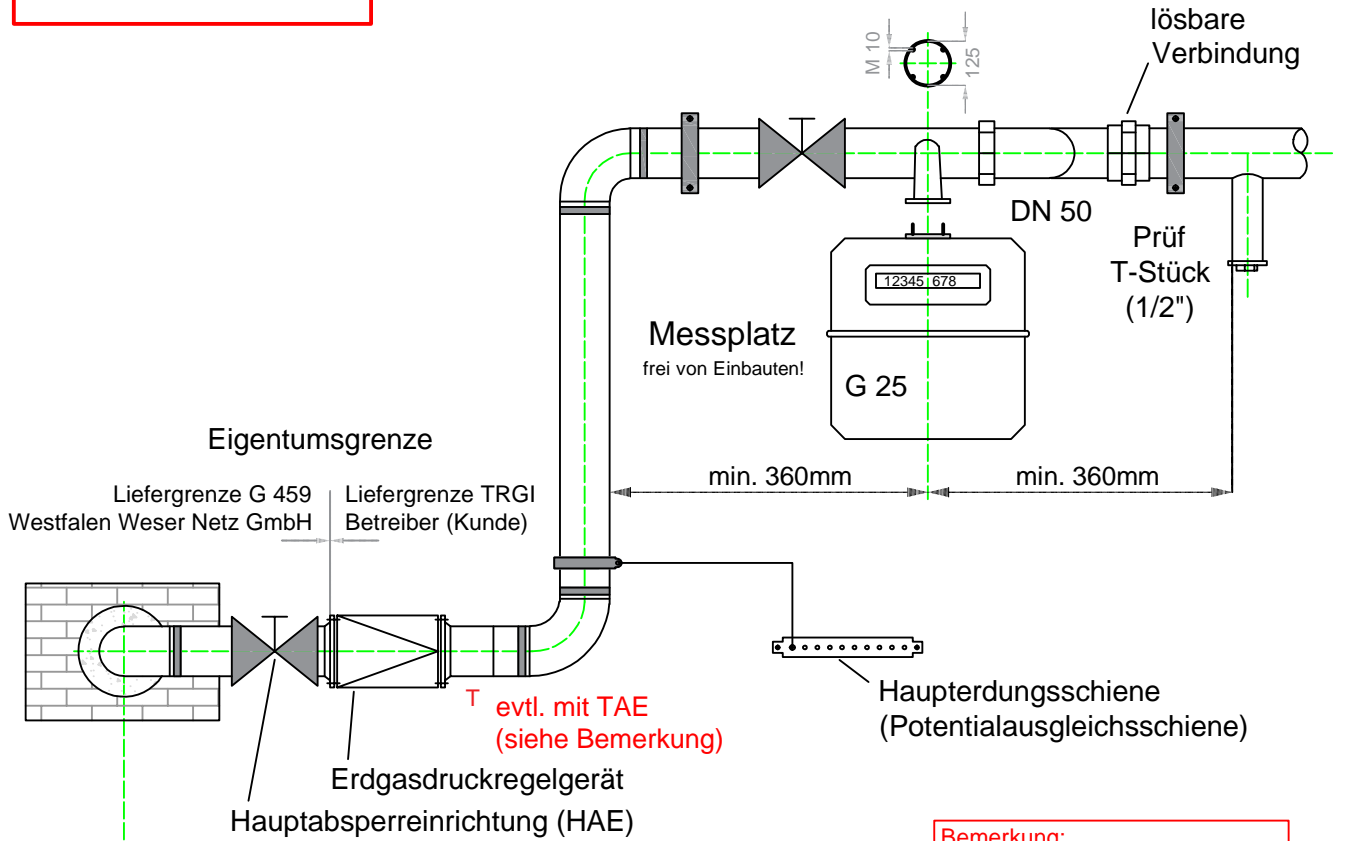 lösbare
Verbindung
M 10
125
DN 50
Prüf
T-Stück
(1/2")
12345 678
Messplatz
frei von Einbauten!
G 25
Eigentumsgrenze
min. 360mm
min. 360mm
Liefergrenze G 459
Westfalen Weser Netz GmbH
Liefergrenze TRGI
Betreiber (Kunde)
T
evtl. mit TAE
(siehe Bemerkung)
Haupterdungsschiene
(Potentialausgleichsschiene)
Erdgasdruckregelgerät
Hauptabsperreinrichtung (HAE)
Bemerkung: